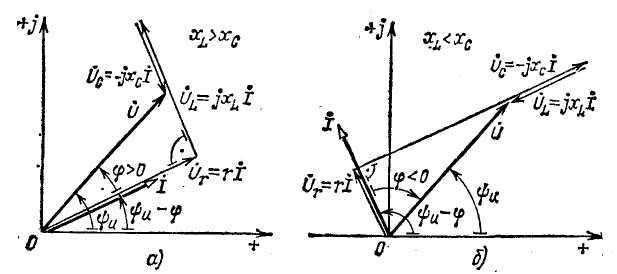 +j
x_L > x_C
U̇_C = -jx_C İ
U̇
U̇_L = jx_L İ
φ>0
U̇_r = rİ
İ
ψ_u
ψ_u - φ
0
+
а)
+j
x_L < x_C
U̇_C = -jx_C İ
U̇_L = jx_L İ
U̇
İ
U̇_r = rİ
φ<0
ψ_u
ψ_u - φ
0
+
б)